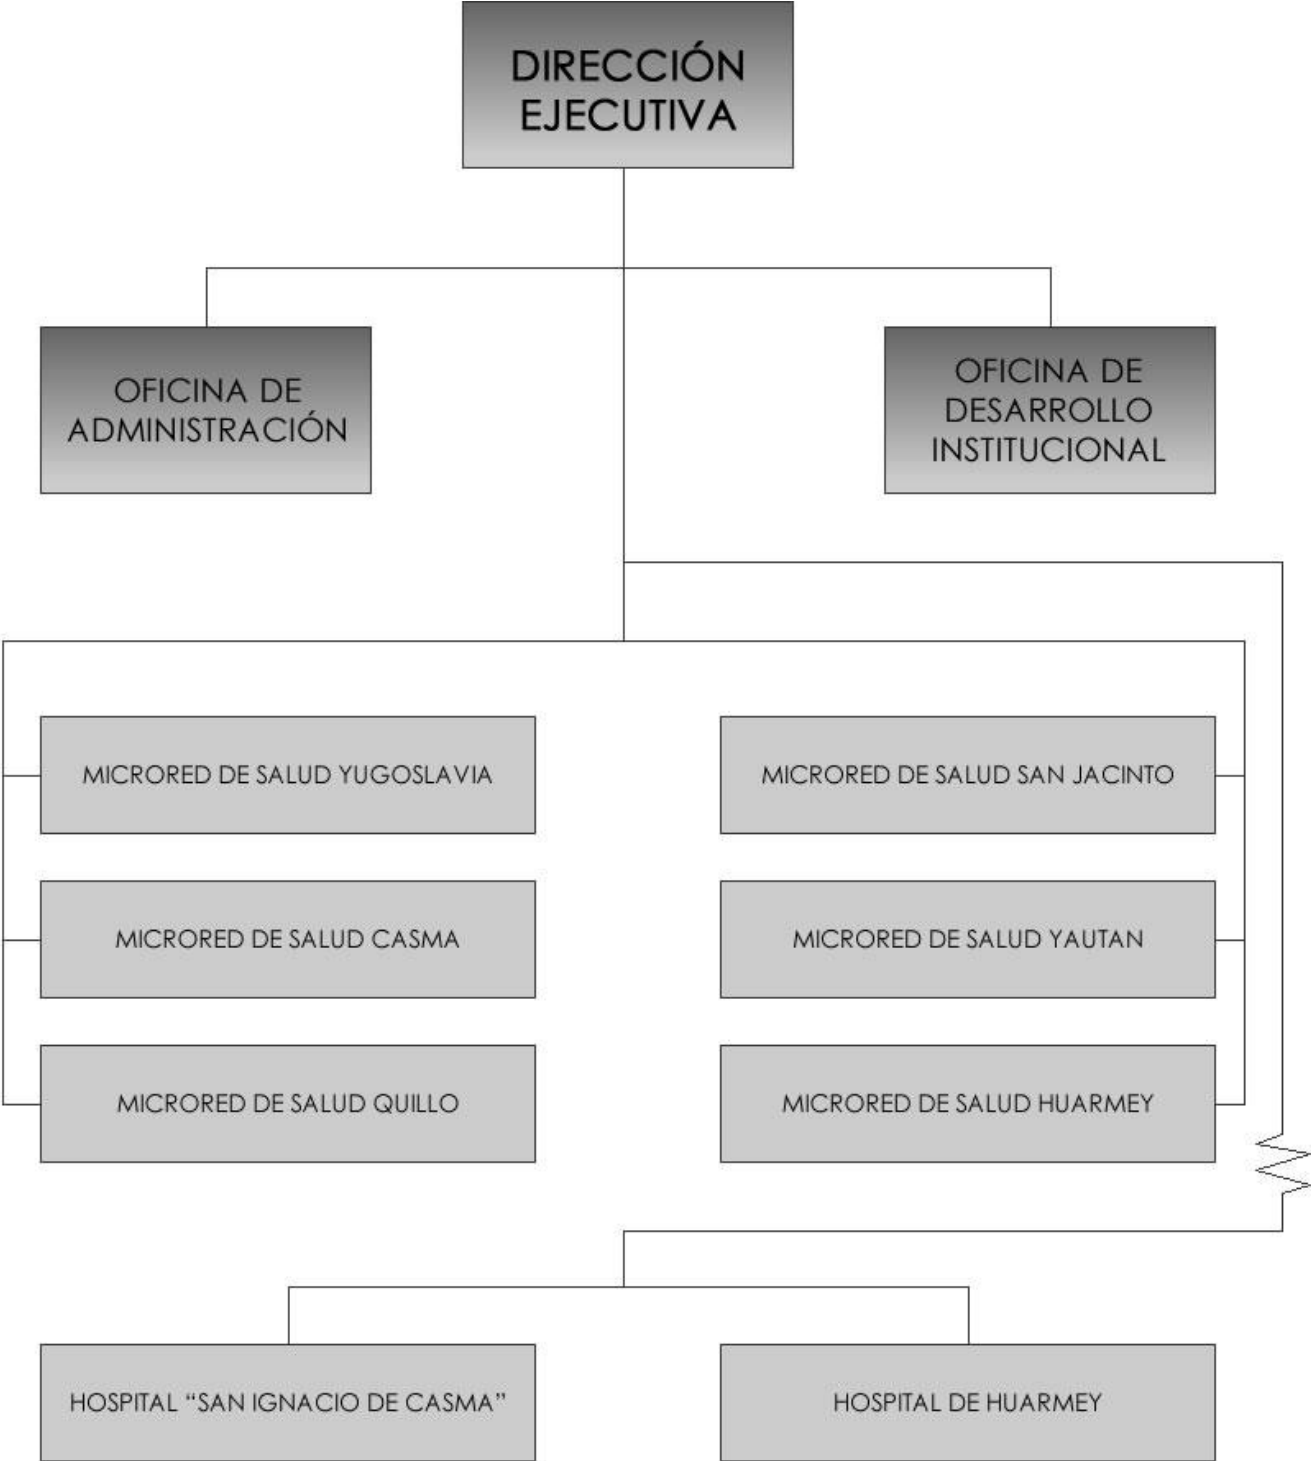 DIRECCIÓN
EJECUTIVA
OFICINA DE
ADMINISTRACIÓN
OFICINA DE
DESARROLLO
INSTITUCIONAL
MICRORED DE SALUD YUGOSLAVIA
MICRORED DE SALUD SAN JACINTO
MICRORED DE SALUD CASMA
MICRORED DE SALUD YAUTAN
MICRORED DE SALUD QUILLO
MICRORED DE SALUD HUARMEY
HOSPITAL “SAN IGNACIO DE CASMA”
HOSPITAL DE HUARMEY